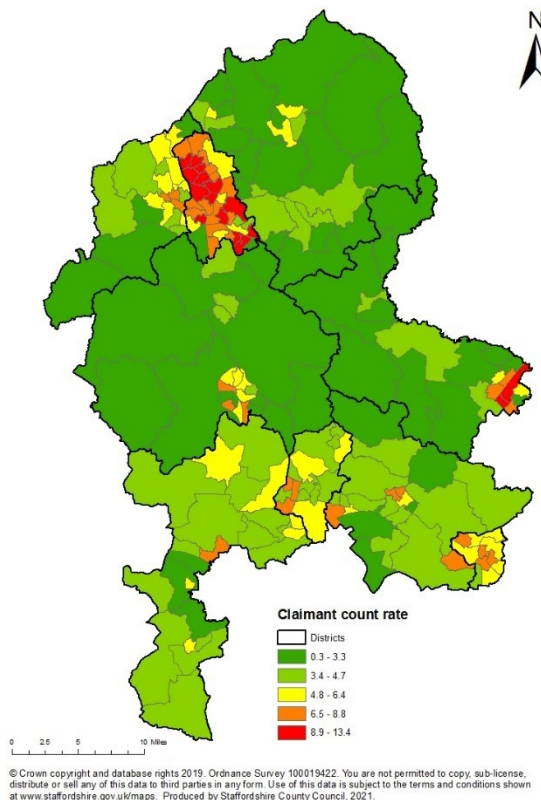 N
Claimant count rate
Districts
0.3 - 3.3
3.4 - 4.7
4.8 - 6.4
6.5 - 8.8
8.9 - 13.4
0 2.5 5 10 Miles
© Crown copyright and database rights 2019. Ordnance Survey 100019422. You are not permitted to copy, sub-license,
distribute or sell any of this data to third parties in any form. Use of this data is subject to the terms and conditions shown
at www.staffordshire.gov.uk/maps. Produced by Staffordshire County Council, 2021.